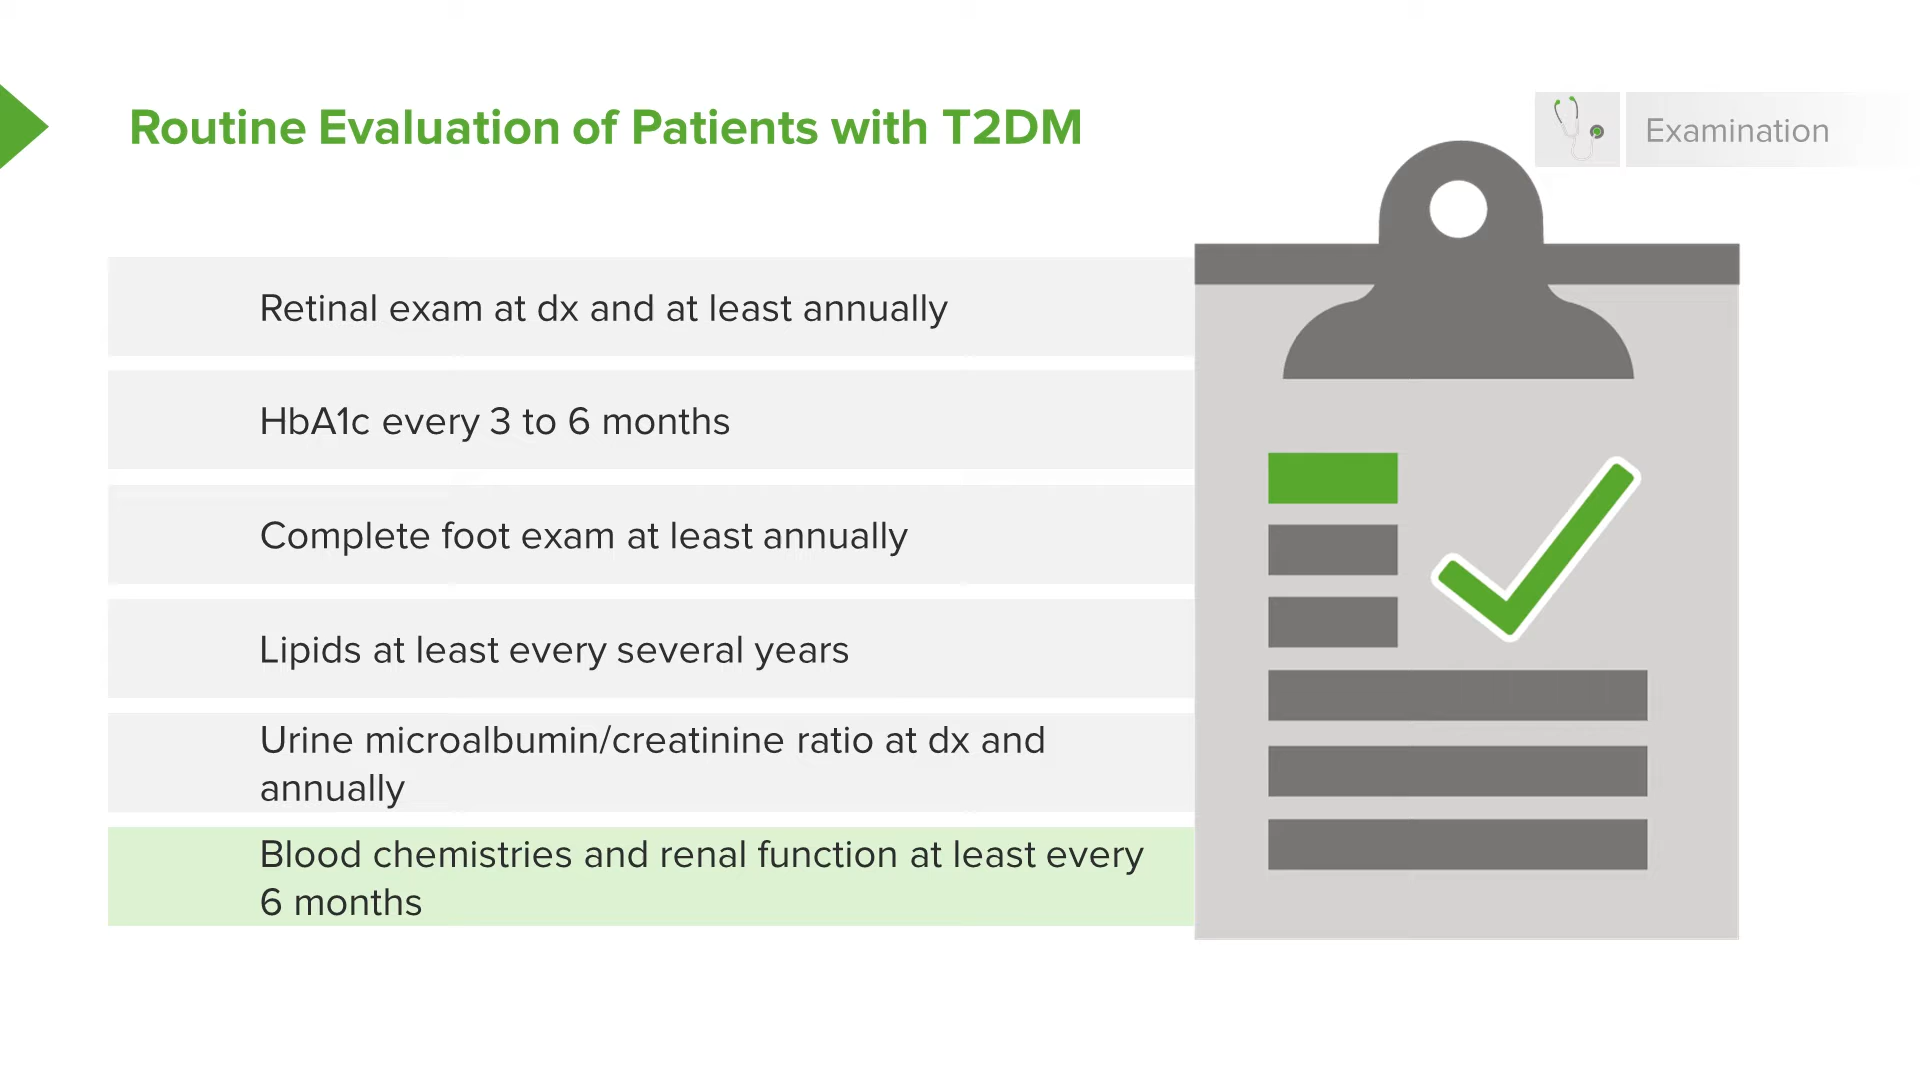 Routine Evaluation of Patients with T2DM
Examination
Retinal exam at dx and at least annually
HbA1c every 3 to 6 months
Complete foot exam at least annually
Lipids at least every several years
Urine microalbumin/creatinine ratio at dx and
annually
Blood chemistries and renal function at least every
6 months